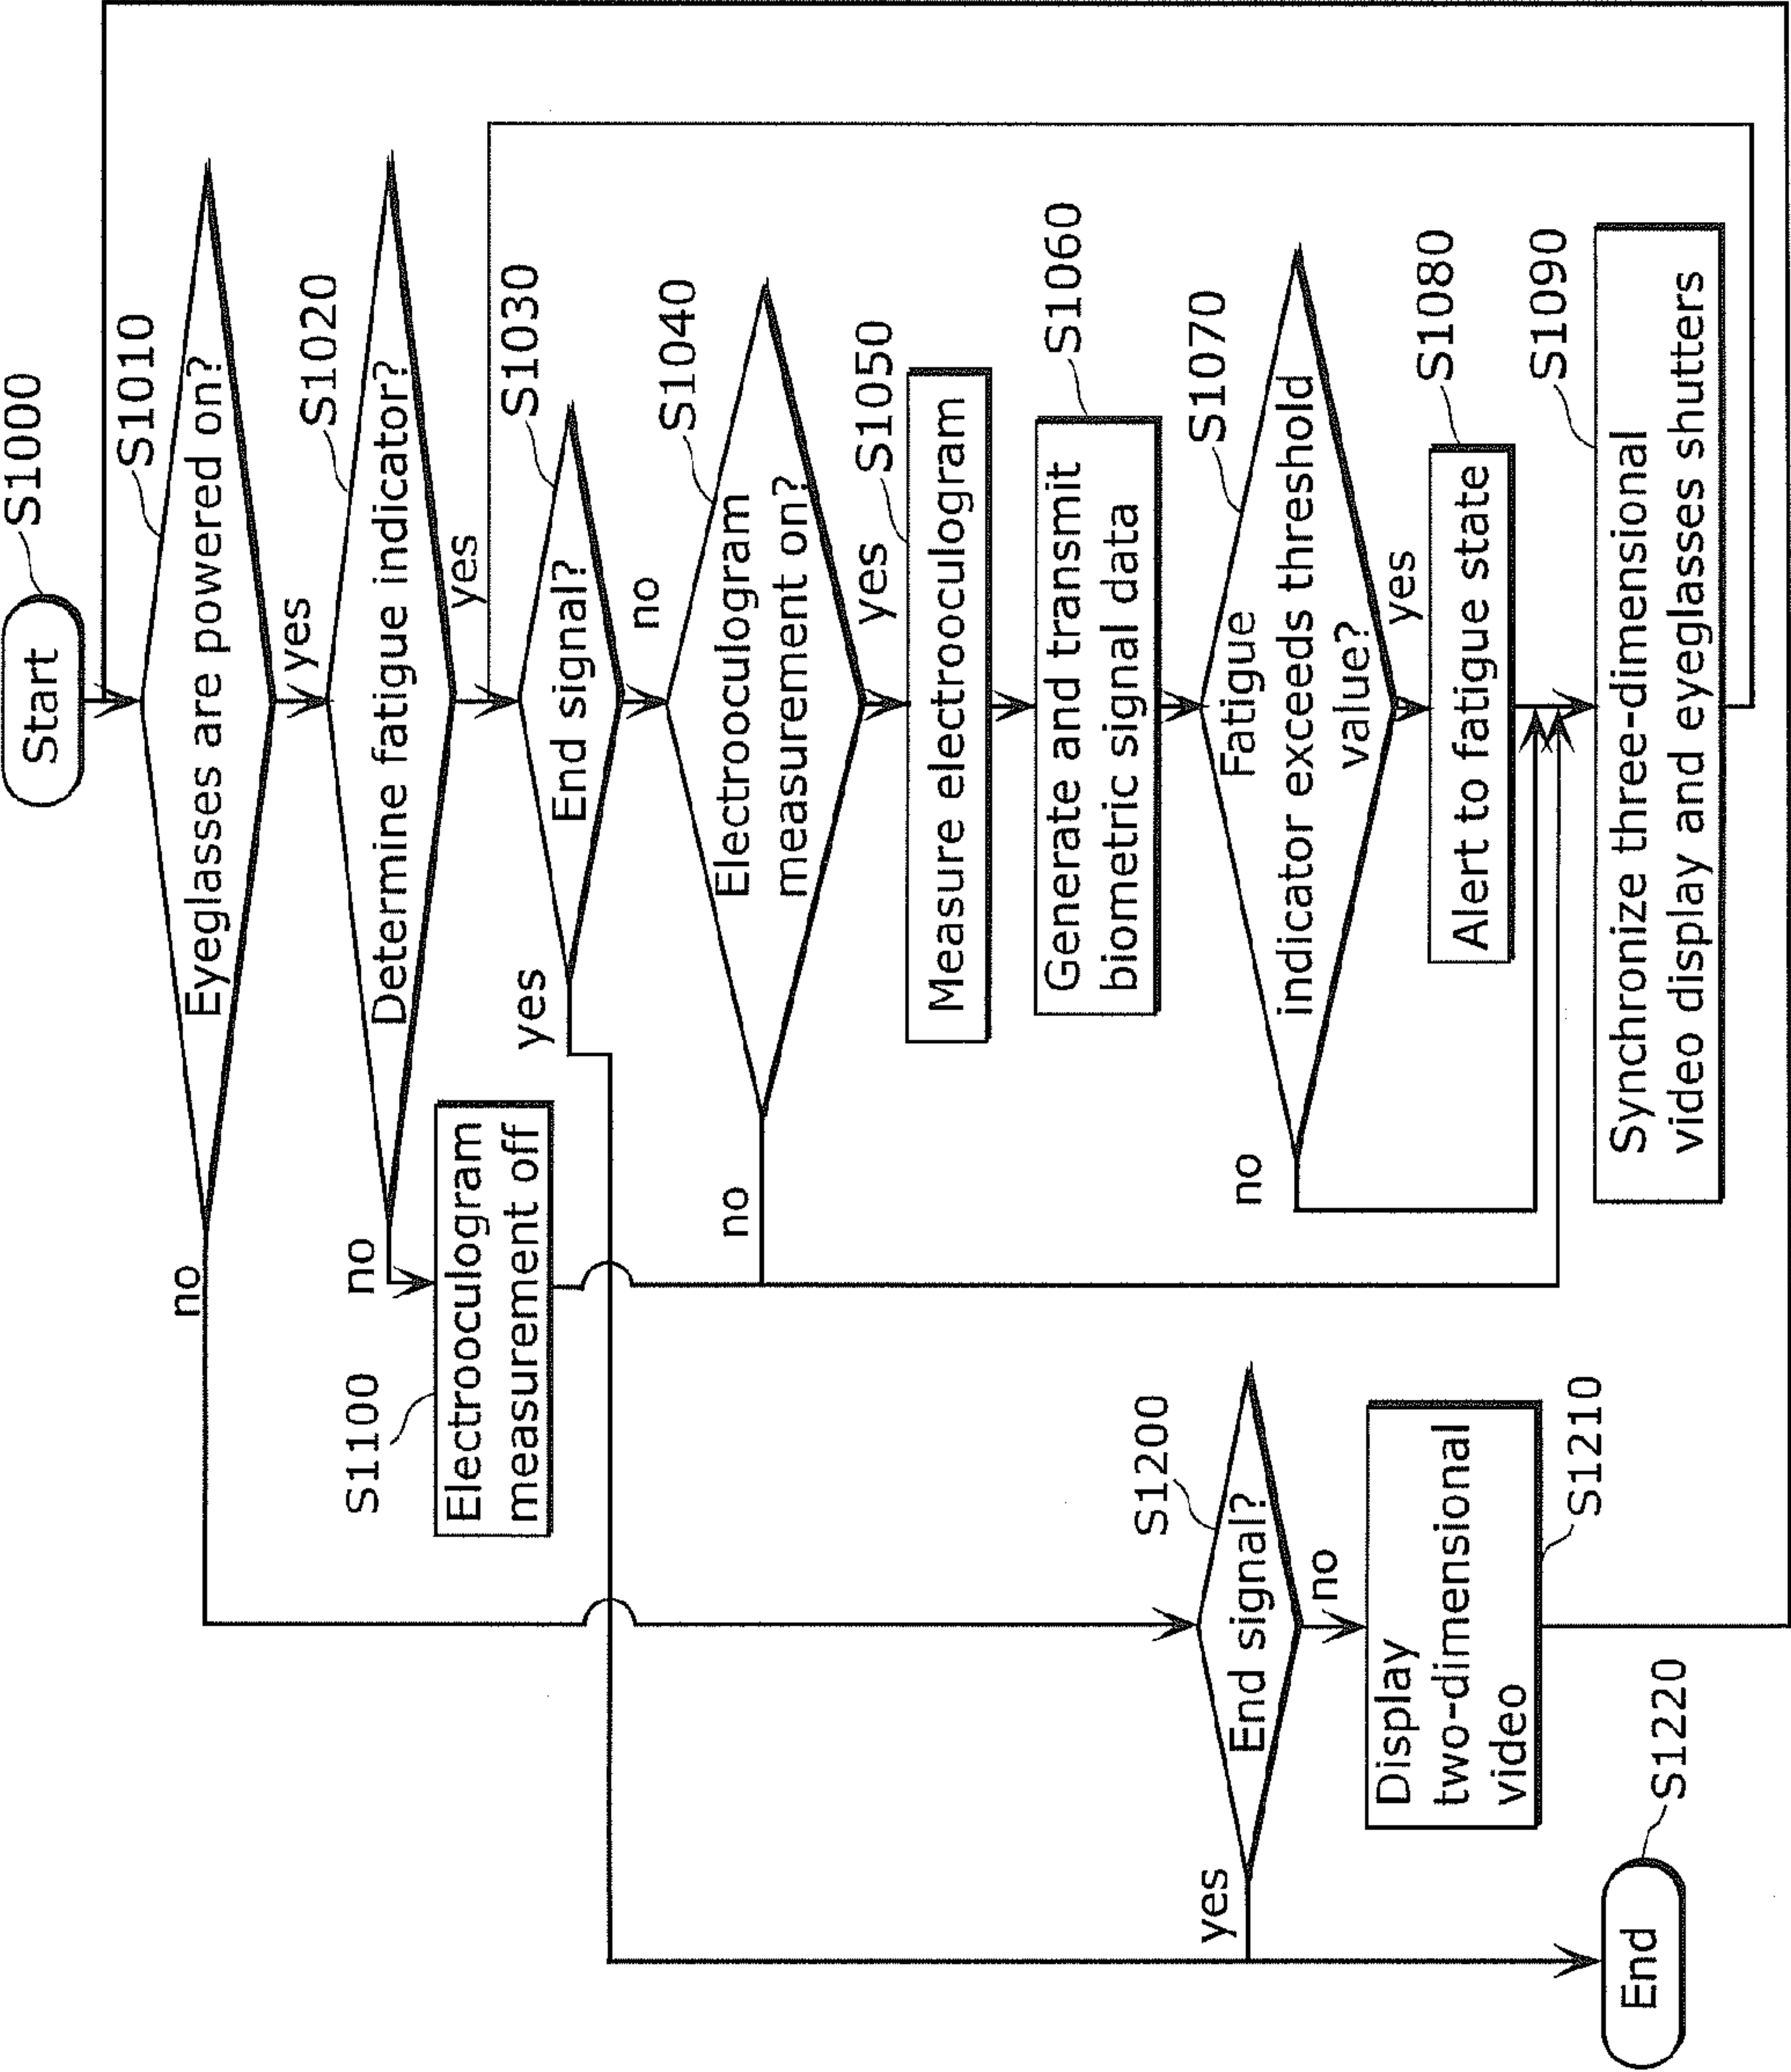 Start
S1000
Eyeglasses are powered on?
S1010
yes
no
Determine fatigue indicator?
S1020
yes
no
S1100
Electrooculogram
measurement off
End signal?
S1030
yes
no
Electrooculogram
measurement on?
S1040
yes
no
Measure electrooculogram
S1050
Generate and transmit
biometric signal data
S1060
Fatigue
indicator exceeds threshold
value?
S1070
yes
no
Alert to fatigue state
S1080
Synchronize three-dimensional
video display and eyeglasses shutters
S1090
End signal?
S1200
yes
no
Display
two-dimensional
video
S1210
End
S1220